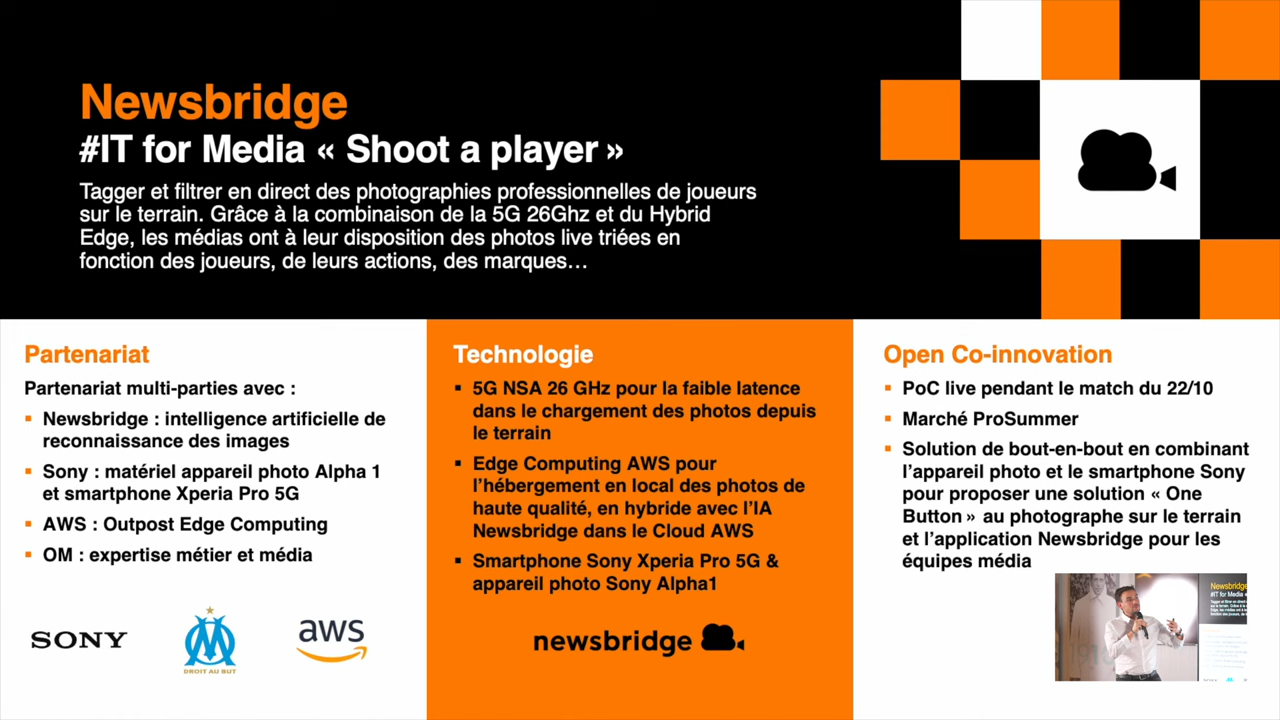 Newsbridge
#IT for Media « Shoot a player »
Tagger et filtrer en direct des photographies professionnelles de joueurs
sur le terrain. Grâce à la combinaison de la 5G 26Ghz et du Hybrid
Edge, les médias ont à leur disposition des photos live triées en
fonction des joueurs, de leurs actions, des marques…
Partenariat
Partenariat multi-parties avec :
▪ Newsbridge : intelligence artificielle de
reconnaissance des images
▪ Sony : matériel appareil photo Alpha 1
et smartphone Xperia Pro 5G
▪ AWS : Outpost Edge Computing
▪ OM : expertise métier et média
SONY
DROIT AU BUT
aws
Technologie
▪ 5G NSA 26 GHz pour la faible latence
dans le chargement des photos depuis
le terrain
▪ Edge Computing AWS pour
l’hébergement en local des photos de
haute qualité, en hybride avec l’IA
Newsbridge dans le Cloud AWS
▪ Smartphone Sony Xperia Pro 5G &
appareil photo Sony Alpha1
newsbridge
Open Co-innovation
▪ PoC live pendant le match du 22/10
▪ Marché ProSummer
▪ Solution de bout-en-bout en combinant
l’appareil photo et le smartphone Sony
pour proposer une solution « One
Button » au photographe sur le terrain
et l’application Newsbridge pour les
équipes média
Newsbridge
#IT for Media «